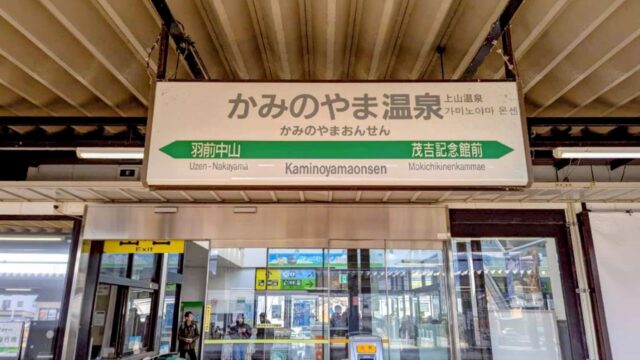 かみのやま温泉
上山温泉
가미노야마 온센
かみのやまおんせん
羽前中山
茂吉記念館前
Uzen-Nakayama
Kaminoyamaonsen
Mokichikinenkammae
Exit